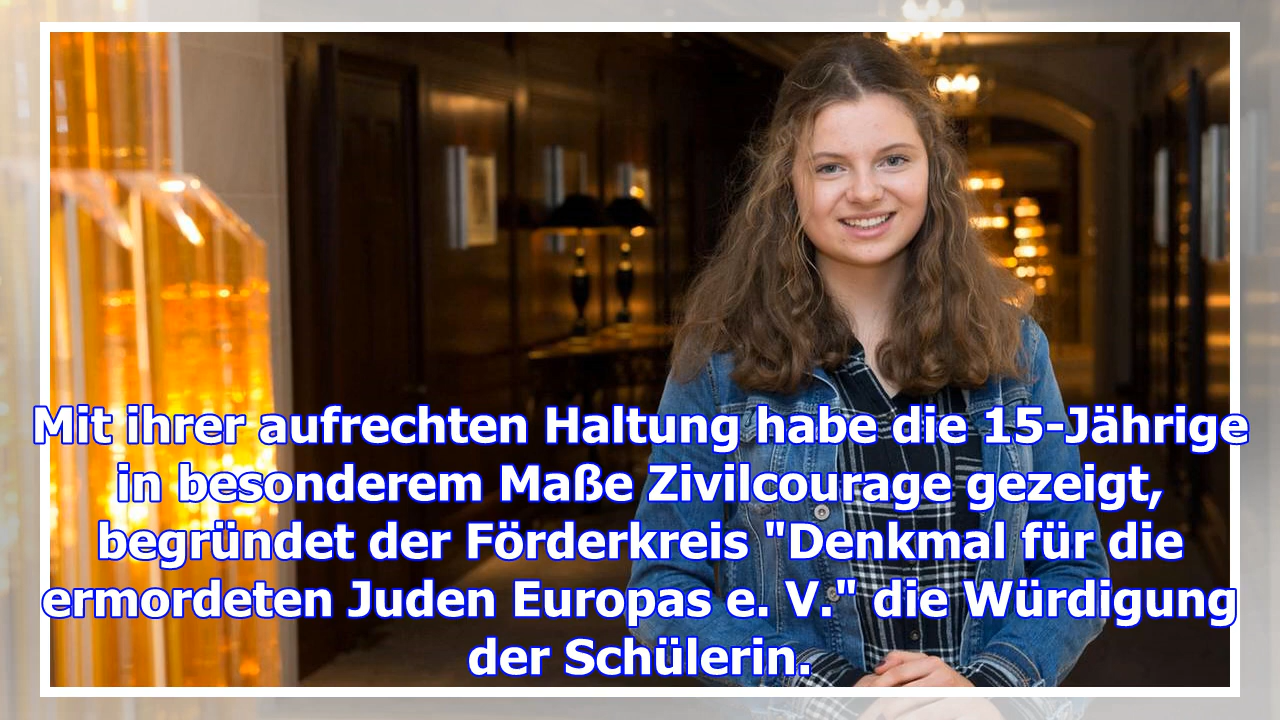 Mit ihrer aufrechten Haltung habe die 15-Jährige
in besonderem Maße Zivilcourage gezeigt,
begründet der Förderkreis "Denkmal für die
ermordeten Juden Europas e. V." die Würdigung
der Schülerin.